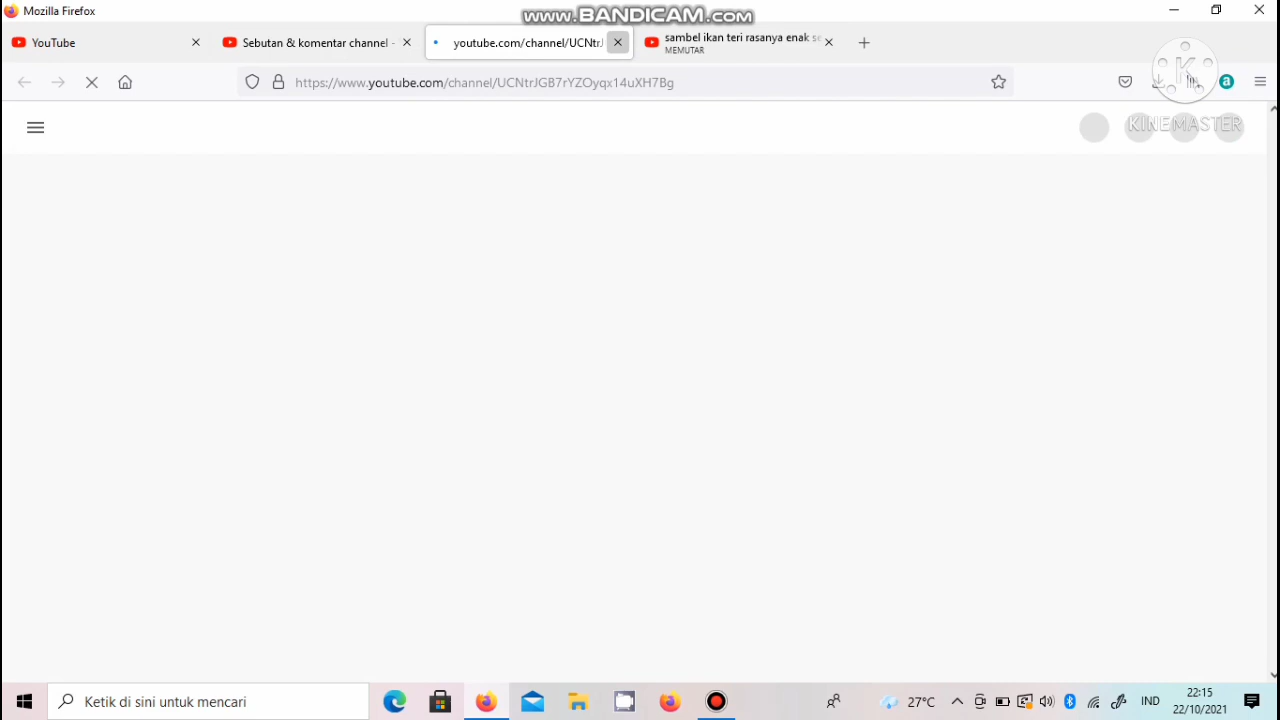 Mozilla Firefox
www.BANDICAM.com
YouTube
Sebutan & komentar channel -
youtube.com/channel/UCNtrJ
sambel ikan teri rasanya enak se
MEMUTAR
https://www.youtube.com/channel/UCNtrJGB7rYZOyqx14uXH7Bg
a
K
KINEMASTER
Ketik di sini untuk mencari
27°C
IND
22:15
22/10/2021